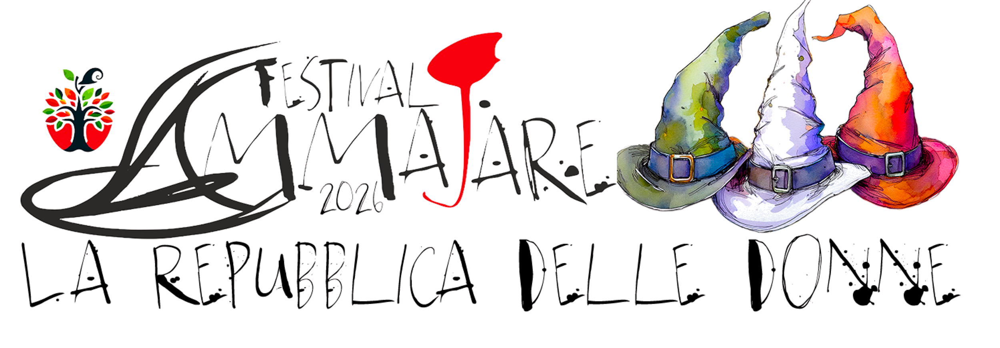 FESTIVAL
AMMAJARE
2026
LA REPUBBLICA DELLE DONNE